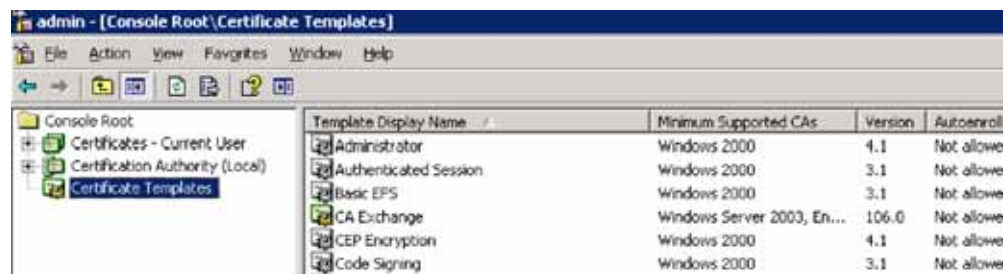 admin - [Console Root\Certificate Templates]
File Action View Favorites Window Help
Console Root
Certificates - Current User
Certification Authority (Local)
Certificate Templates
Template Display Name Minimum Supported CAs Version Autoenroll
Administrator Windows 2000 4.1 Not allowe
Authenticated Session Windows 2000 3.1 Not allowe
Basic EFS Windows 2000 3.1 Not allowe
CA Exchange Windows Server 2003, En... 106.0 Not allowe
CEP Encryption Windows 2000 4.1 Not allowe
Code Signing Windows 2000 3.1 Not allowe